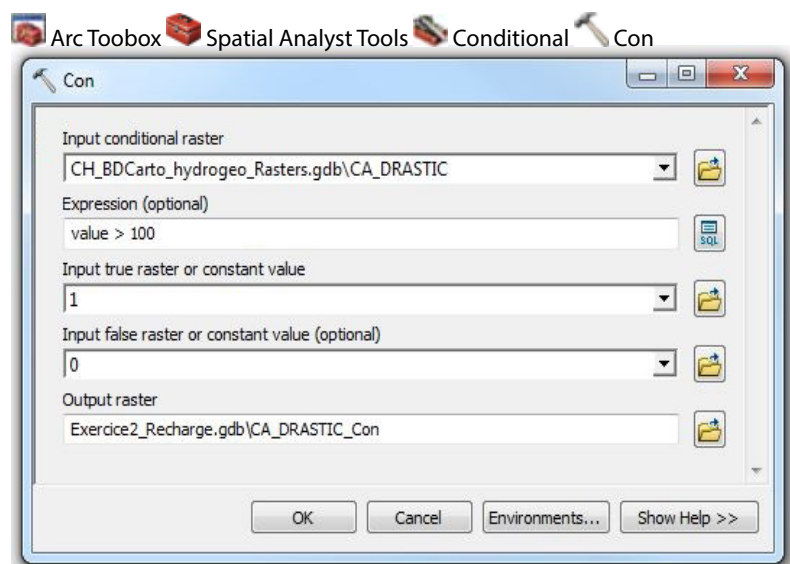 Arc Toobox Spatial Analyst Tools Conditional Con
Con
Input conditional raster
CH_BDCarto_hydrogeo_Rasters.gdb\CA_DRASTIC
Expression (optional)
value > 100
SQL
Input true raster or constant value
1
Input false raster or constant value (optional)
0
Output raster
Exercice2_Recharge.gdb\CA_DRASTIC_Con
OK Cancel Environments... Show Help >>